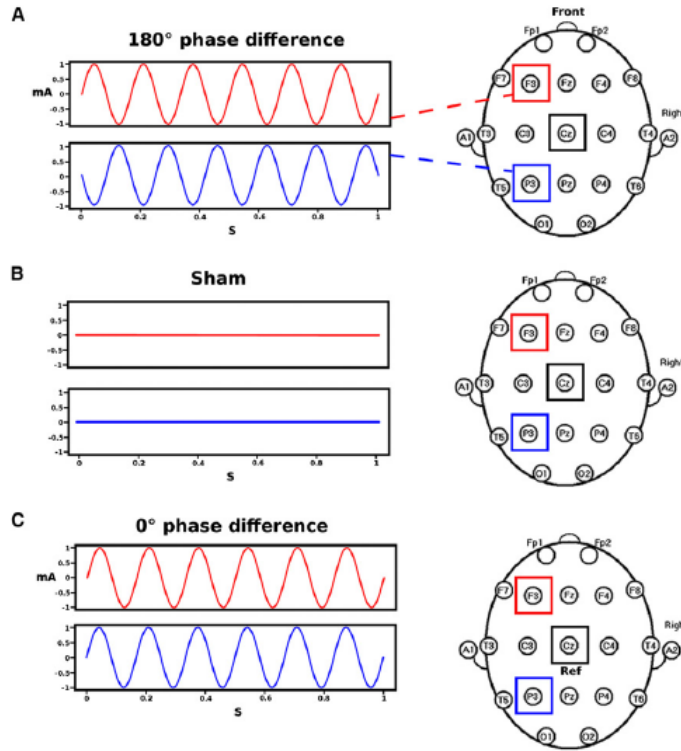 A
180° phase difference
mA
1
0.5
0
-0.5
-1
1
0.5
0
-0.5
-1
0 0.2 0.4 0.6 0.8 1
S
Front
Fp1 Fp2
F7 F3 Fz F4 F8
Right
A1 T3 C3 Cz C4 T4 A2
T5 P3 Pz P4 T6
O1 O2
B
Sham
1
0.5
0
-0.5
-1
1
0.5
0
-0.5
-1
0 0.2 0.4 0.6 0.8 1
S
Fp1 Fp2
F7 F3 Fz F4 F8
Right
A1 T3 C3 Cz C4 T4 A2
T5 P3 Pz P4 T6
O1 O2
C
0° phase difference
mA
1
0.5
0
-0.5
-1
1
0.5
0
-0.5
-1
0 0.2 0.4 0.6 0.8 1
S
Fp1 Fp2
F7 F3 Fz F4 F8
Right
A1 T3 C3 Cz C4 T4 A2
Ref
T5 P3 Pz P4 T6
O1 O2